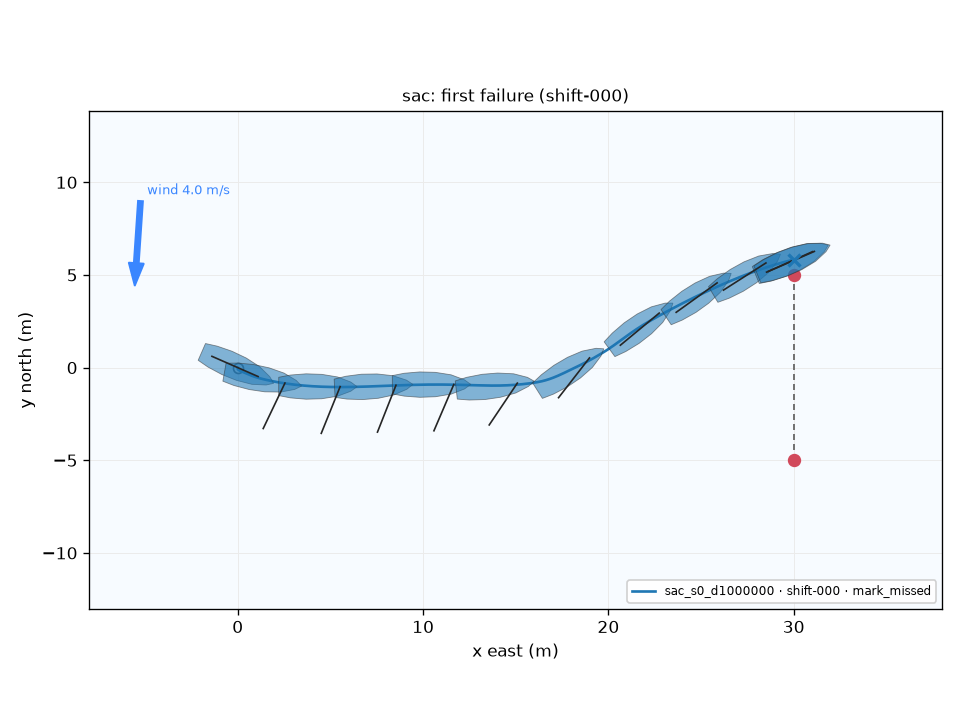 sac: first failure (shift-000)
wind 4.0 m/s
10
5
0
−5
−10
y north (m)
0
10
20
30
x east (m)
sac_s0_d1000000 · shift-000 · mark_missed